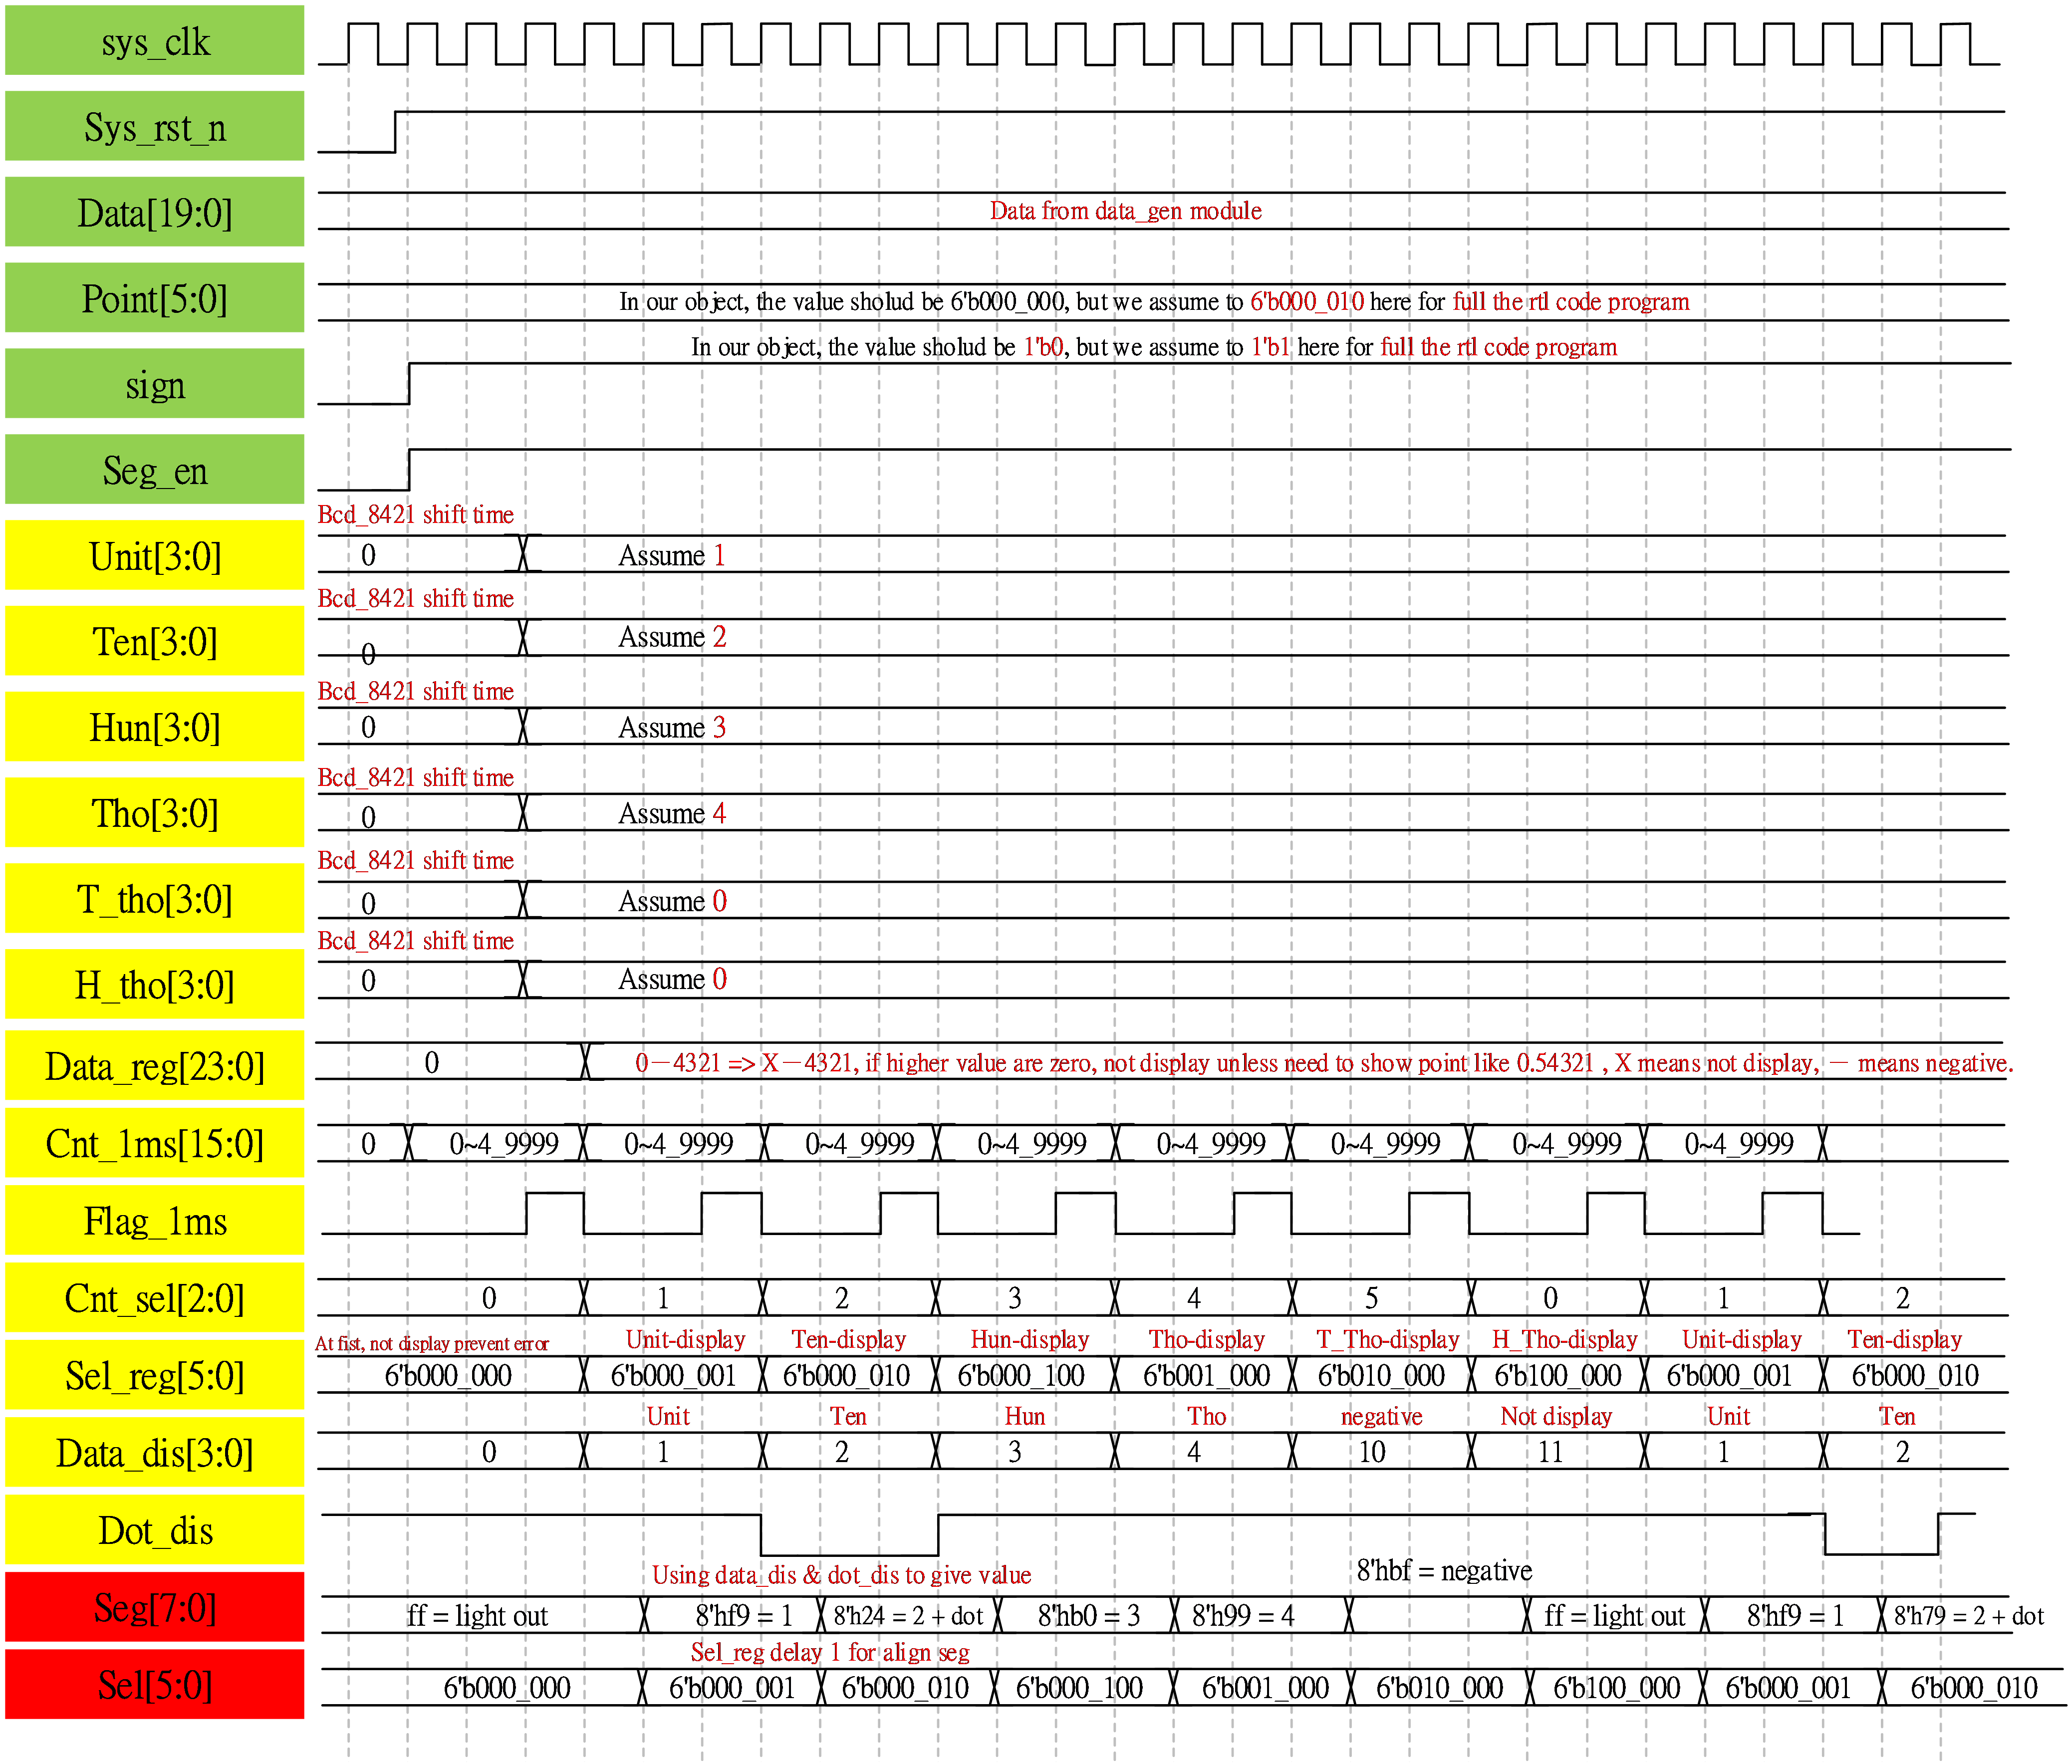 sys_clk
Sys_rst_n
Data[19:0]
Data from data_gen module
Point[5:0]
In our object, the value sholud be 6'b000_000, but we assume to 6'b000_010 here for full the rtl code program
In our object, the value sholud be 1'b0, but we assume to 1'b1 here for full the rtl code program
sign
Seg_en
Bcd_8421 shift time
Unit[3:0]
0
Assume 1
Bcd_8421 shift time
Ten[3:0]
0
Assume 2
Bcd_8421 shift time
Hun[3:0]
0
Assume 3
Bcd_8421 shift time
Tho[3:0]
0
Assume 4
Bcd_8421 shift time
T_tho[3:0]
0
Assume 0
Bcd_8421 shift time
H_tho[3:0]
0
Assume 0
Data_reg[23:0]
0
0－4321 => X－4321, if higher value are zero, not display unless need to show point like 0.54321 , X means not display, － means negative.
Cnt_1ms[15:0]
0 0~4_9999 0~4_9999 0~4_9999 0~4_9999 0~4_9999 0~4_9999 0~4_9999 0~4_9999
Flag_1ms
Cnt_sel[2:0]
0 1 2 3 4 5 0 1 2
At fist, not display prevent error Unit-display Ten-display Hun-display Tho-display T_Tho-display H_Tho-display Unit-display Ten-display
Sel_reg[5:0]
6'b000_000 6'b000_001 6'b000_010 6'b000_100 6'b001_000 6'b010_000 6'b100_000 6'b000_001 6'b000_010
Unit Ten Hun Tho negative Not display Unit Ten
Data_dis[3:0]
0 1 2 3 4 10 11 1 2
Dot_dis
Using data_dis & dot_dis to give value
8'hbf = negative
Seg[7:0]
ff = light out 8'hf9 = 1 8'h24 = 2 + dot 8'hb0 = 3 8'h99 = 4 ff = light out 8'hf9 = 1 8'h79 = 2 + dot
Sel_reg delay 1 for align seg
Sel[5:0]
6'b000_000 6'b000_001 6'b000_010 6'b000_100 6'b001_000 6'b010_000 6'b100_000 6'b000_001 6'b000_010